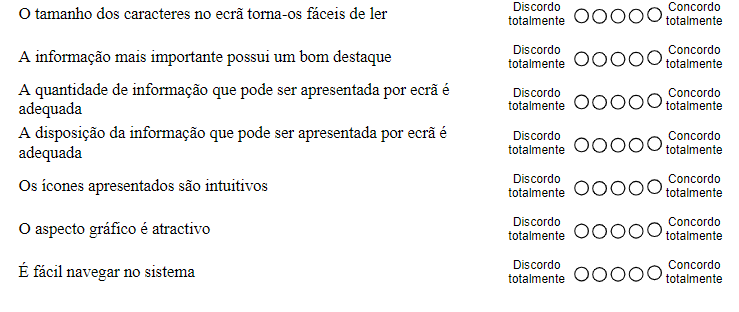 O tamanho dos caracteres no ecrã torna-os fáceis de ler
Discordo totalmente
Concordo totalmente
A informação mais importante possui um bom destaque
Discordo totalmente
Concordo totalmente
A quantidade de informação que pode ser apresentada por ecrã é
adequada
Discordo totalmente
Concordo totalmente
A disposição da informação que pode ser apresentada por ecrã é
adequada
Discordo totalmente
Concordo totalmente
Os ícones apresentados são intuitivos
Discordo totalmente
Concordo totalmente
O aspecto gráfico é atractivo
Discordo totalmente
Concordo totalmente
É fácil navegar no sistema
Discordo totalmente
Concordo totalmente